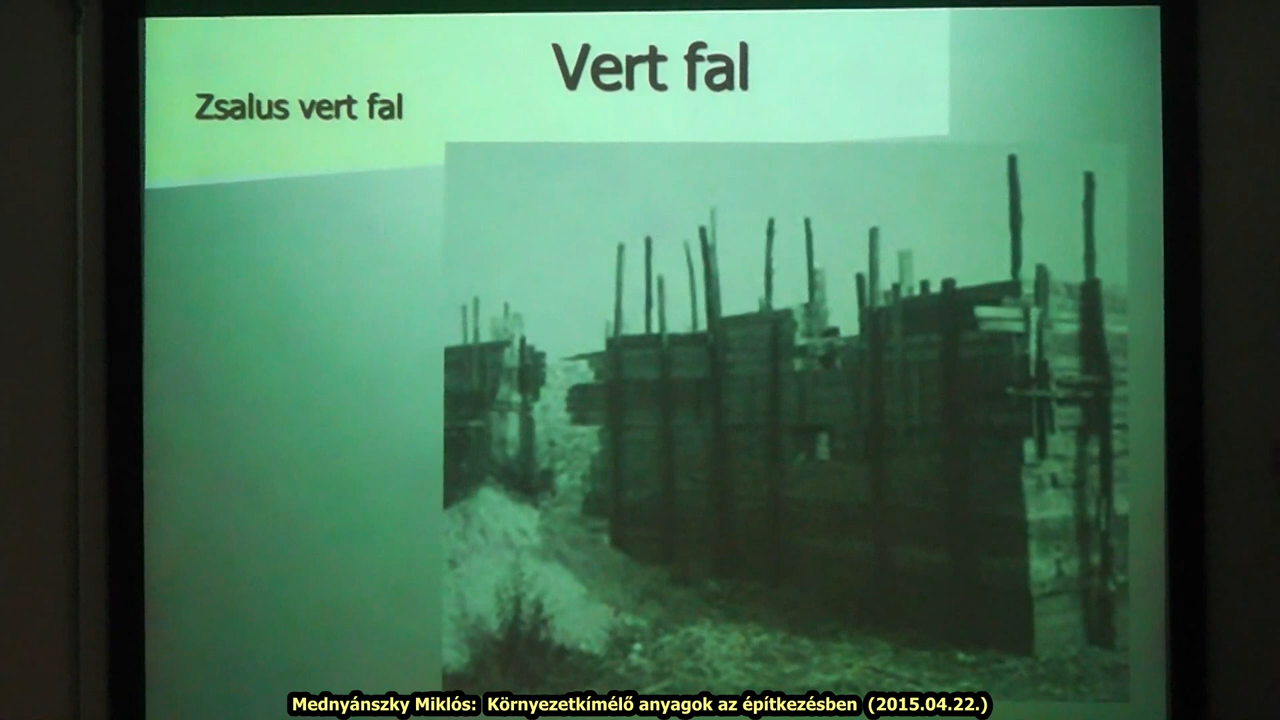 Vert fal
Zsalus vert fal
Mednyánszky Miklós: Környezetkímélő anyagok az építkezésben (2015.04.22.)